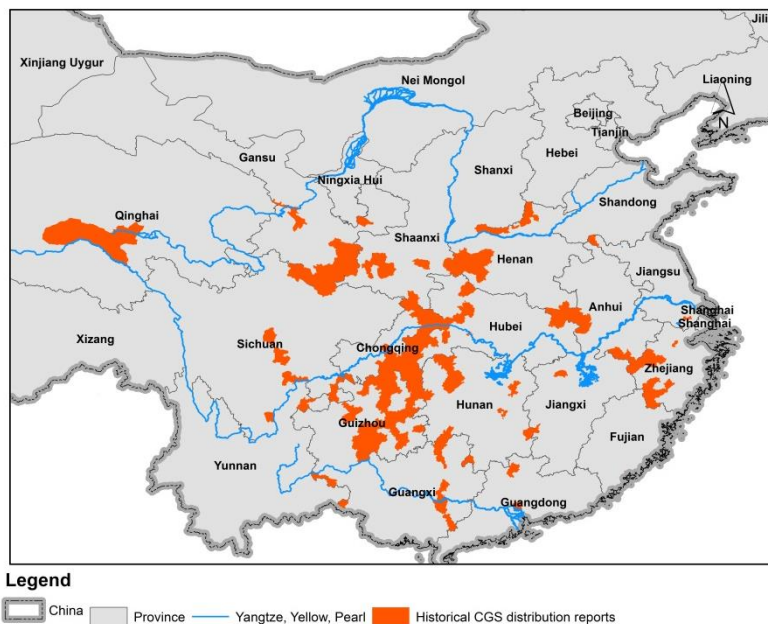 Jili
Xinjiang Uygur
Nei Mongol
Liaoning
Beijing
Tianjin
N
Gansu
Hebei
Shanxi
Ningxia Hui
Shandong
Qinghai
Shaanxi
Henan
Jiangsu
Anhui
Shanghai
Shanghai
Hubei
Xizang
Sichuan
Chongqing
Zhejiang
Hunan
Jiangxi
Guizhou
Fujian
Yunnan
Guangxi
Guangdong
Legend
China
Province
Yangtze, Yellow, Pearl
Historical CGS distribution reports